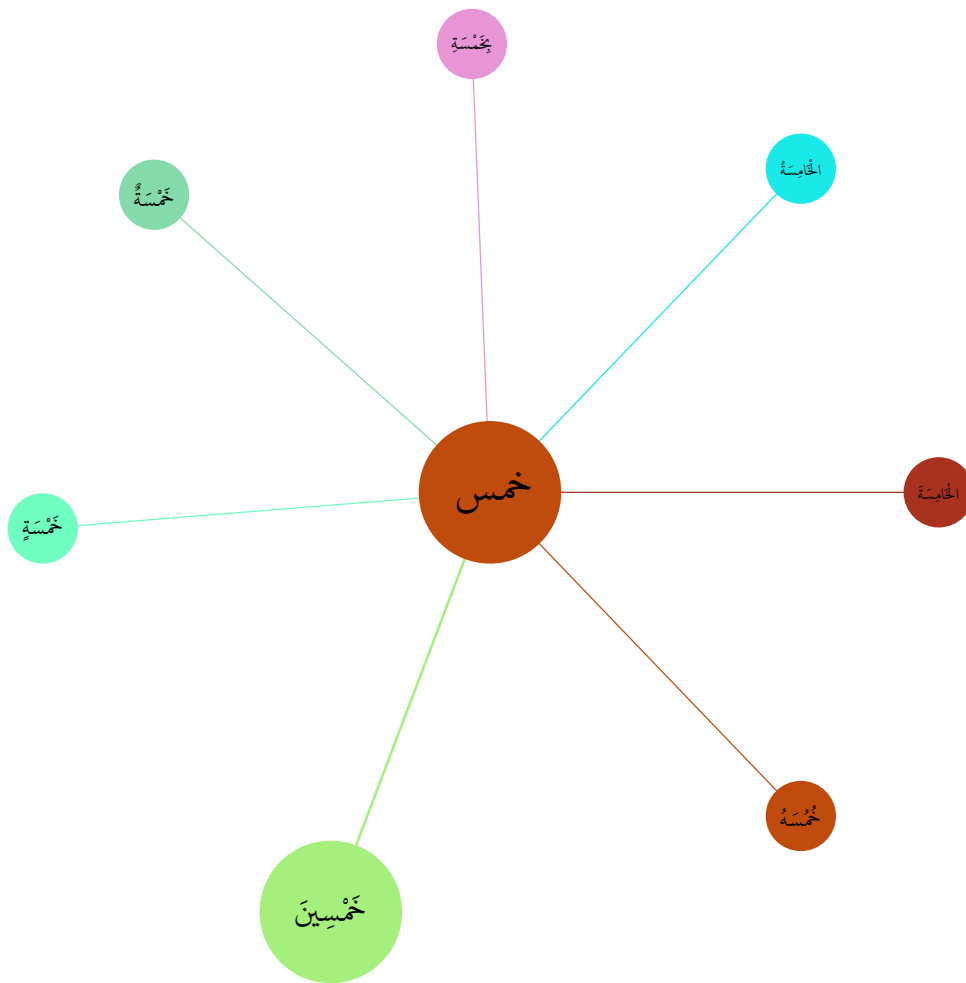 بِخَمْسَةِ
الْخَامِسَةُ
خَمْسَةٌ
خمس
الْخَامِسَةَ
خَمْسَةٍ
خُمُسَهُ
خَمْسِينَ